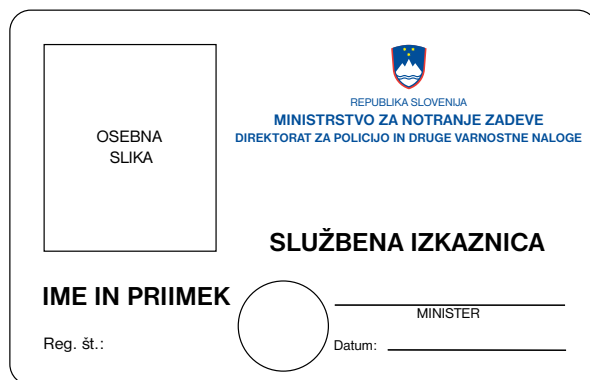 OSEBNA
SLIKA
REPUBLIKA SLOVENIJA
MINISTRSTVO ZA NOTRANJE ZADEVE
DIREKTORAT ZA POLICIJO IN DRUGE VARNOSTNE NALOGE
SLUŽBENA IZKAZNICA
IME IN PRIIMEK
MINISTER
Reg. št.:
Datum: